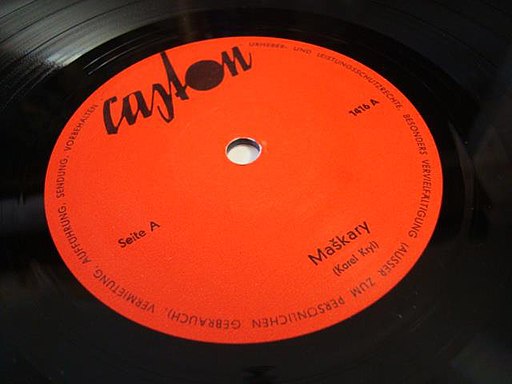 caston
URHEBER- UND LEISTUNGSSCHUTZRECHTE, BESONDERS VERVIELFÄLTIGUNG (AUSSER ZUM PERSÖNLICHEN GEBRAUCH), VERMIETUNG, AUFFÜHRUNG, SENDUNG, VORBEHALTEN
1416 A
Seite A
Maškary
(Karel Kryl)